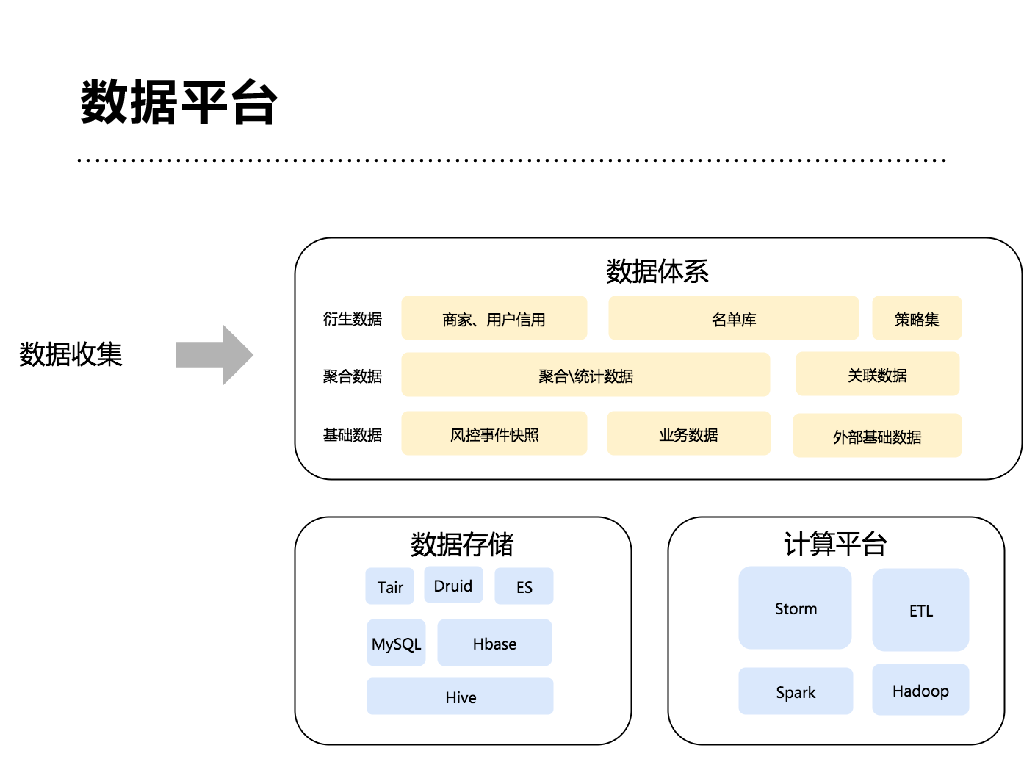 数据平台
数据收集
数据体系
衍生数据 商家、用户信用 名单库 策略集
聚合数据 聚合\统计数据 关联数据
基础数据 风控事件快照 业务数据 外部基础数据
数据存储
Tair Druid ES
MySQL Hbase
Hive
计算平台
Storm ETL
Spark Hadoop